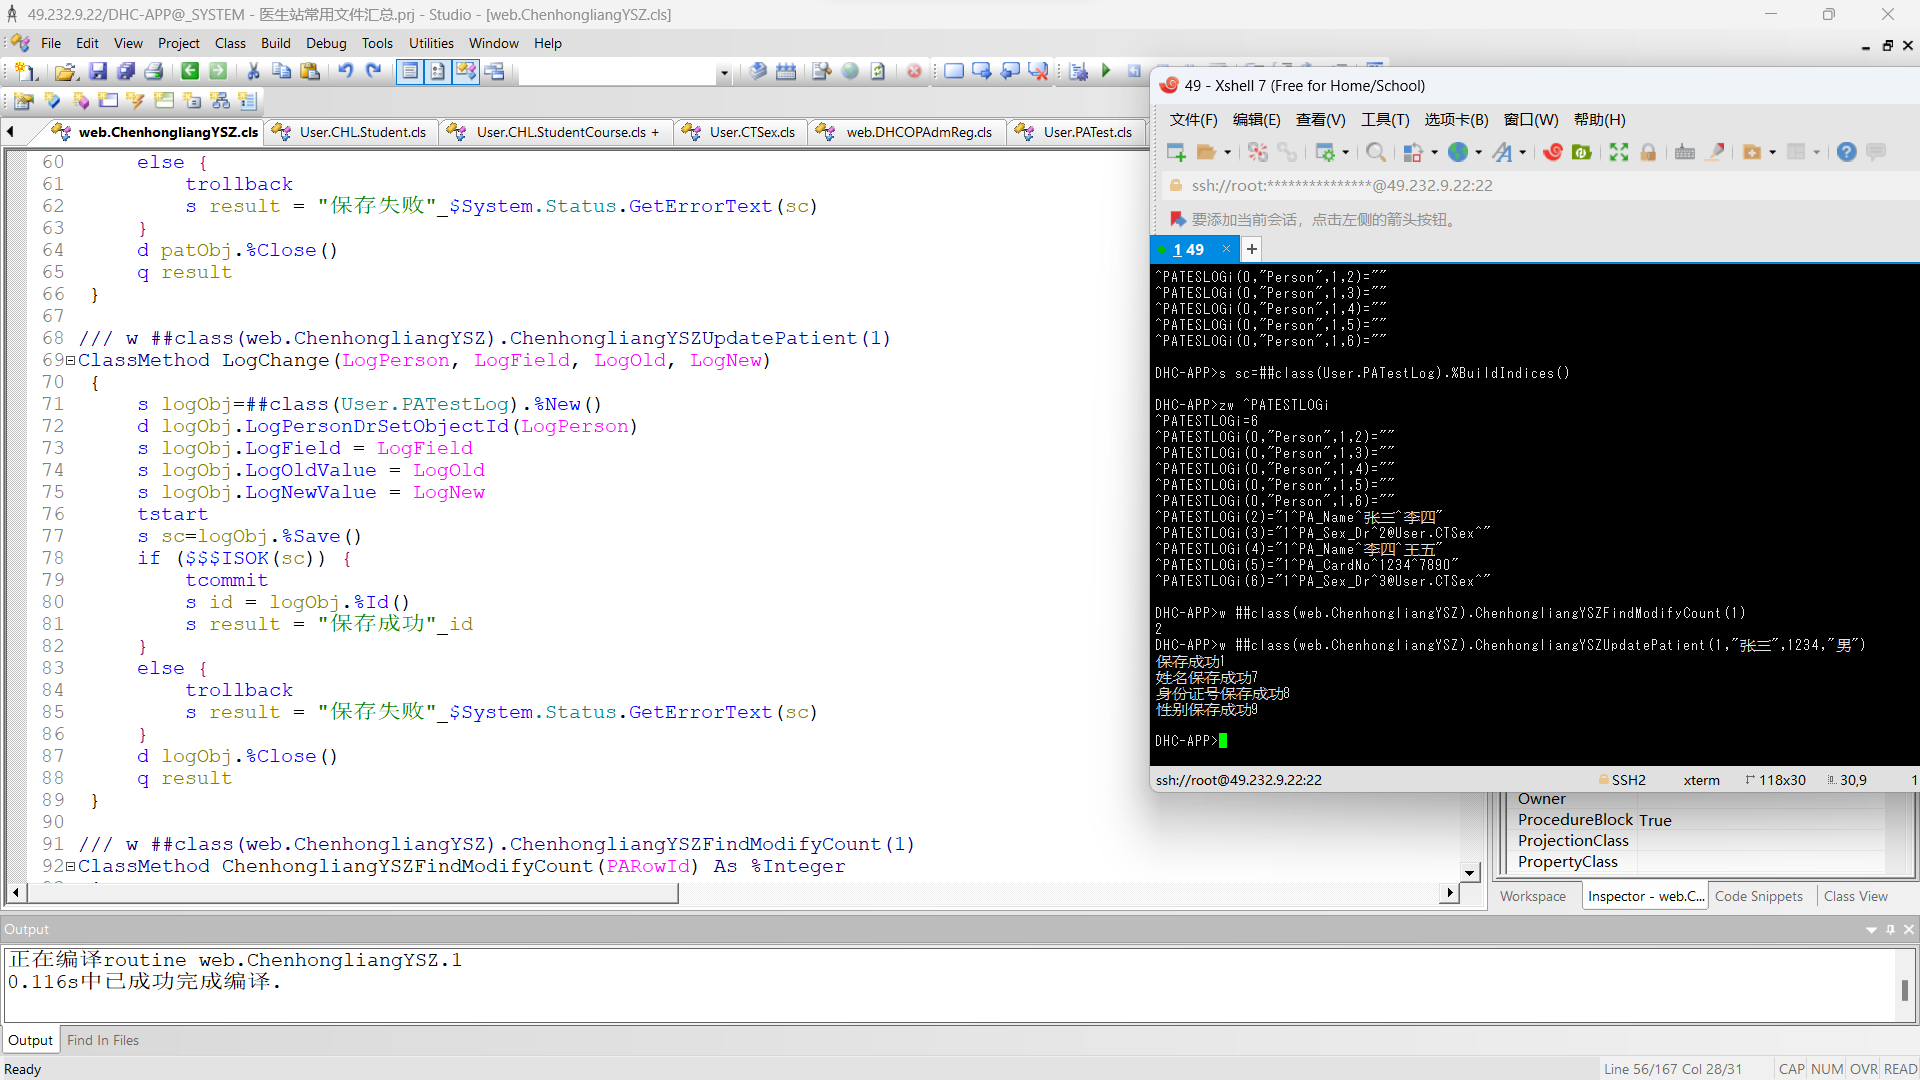 49.232.9.22/DHC-APP@_SYSTEM - 医生站常用文件汇总.prj - Studio - [web.ChenhongliangYSZ.cls]
File Edit View Project Class Build Debug Tools Utilities Window Help
web.ChenhongliangYSZ.cls User.CHL.Student.cls User.CHL.StudentCourse.cls + User.CTSex.cls web.DHCOPAdmReg.cls User.PATest.cls
60 else {
61 trollback
62 s result = "保存失败"_$System.Status.GetErrorText(sc)
63 }
64 d patObj.%Close()
65 q result
66 }
67
68 /// w ##class(web.ChenhongliangYSZ).ChenhongliangYSZUpdatePatient(1)
69 ClassMethod LogChange(LogPerson, LogField, LogOld, LogNew)
70 {
71 s logObj=##class(User.PATestLog).%New()
72 d logObj.LogPersonDrSetObjectId(LogPerson)
73 s logObj.LogField = LogField
74 s logObj.LogOldValue = LogOld
75 s logObj.LogNewValue = LogNew
76 tstart
77 s sc=logObj.%Save()
78 if ($$$ISOK(sc)) {
79 tcommit
80 s id = logObj.%Id()
81 s result = "保存成功"_id
82 }
83 else {
84 trollback
85 s result = "保存失败"_$System.Status.GetErrorText(sc)
86 }
87 d logObj.%Close()
88 q result
89 }
90
91 /// w ##class(web.ChenhongliangYSZ).ChenhongliangYSZFindModifyCount(1)
92 ClassMethod ChenhongliangYSZFindModifyCount(PARowId) As %Integer
49 - Xshell 7 (Free for Home/School)
文件(F) 编辑(E) 查看(V) 工具(T) 选项卡(B) 窗口(W) 帮助(H)
ssh://root:***************@49.232.9.22:22
要添加当前会话，点击左侧的箭头按钮。
1 49 × +
^PATESLOGi(0,"Person",1,2)=""
^PATESLOGi(0,"Person",1,3)=""
^PATESLOGi(0,"Person",1,4)=""
^PATESLOGi(0,"Person",1,5)=""
^PATESLOGi(0,"Person",1,6)=""
DHC-APP>s sc=##class(User.PATestLog).%BuildIndices()
DHC-APP>zw ^PATESTLOGi
^PATESTLOGi=6
^PATESTLOGi(0,"Person",1,2)=""
^PATESTLOGi(0,"Person",1,3)=""
^PATESTLOGi(0,"Person",1,4)=""
^PATESTLOGi(0,"Person",1,5)=""
^PATESTLOGi(0,"Person",1,6)=""
^PATESTLOGi(2)="1^PA_Name^张三^李四"
^PATESTLOGi(3)="1^PA_Sex_Dr^2@User.CTSex^"
^PATESTLOGi(4)="1^PA_Name^李四^王五"
^PATESTLOGi(5)="1^PA_CardNo^1234^7890"
^PATESTLOGi(6)="1^PA_Sex_Dr^3@User.CTSex^"
DHC-APP>w ##class(web.ChenhongliangYSZ).ChenhongliangYSZFindModifyCount(1)
2
DHC-APP>w ##class(web.ChenhongliangYSZ).ChenhongliangYSZUpdatePatient(1,"张三",1234,"男")
保存成功1
姓名保存成功7
身份证号保存成功8
性别保存成功9
DHC-APP>
ssh://root@49.232.9.22:22 SSH2 xterm 118x30 30,9 1
Owner
ProcedureBlock True
ProjectionClass
PropertyClass
Workspace Inspector - web.C... Code Snippets Class View
Output
正在编译routine web.ChenhongliangYSZ.1
0.116s中已成功完成编译.
Output Find In Files
Ready Line 56/167 Col 28/31 CAP NUM OVR READ